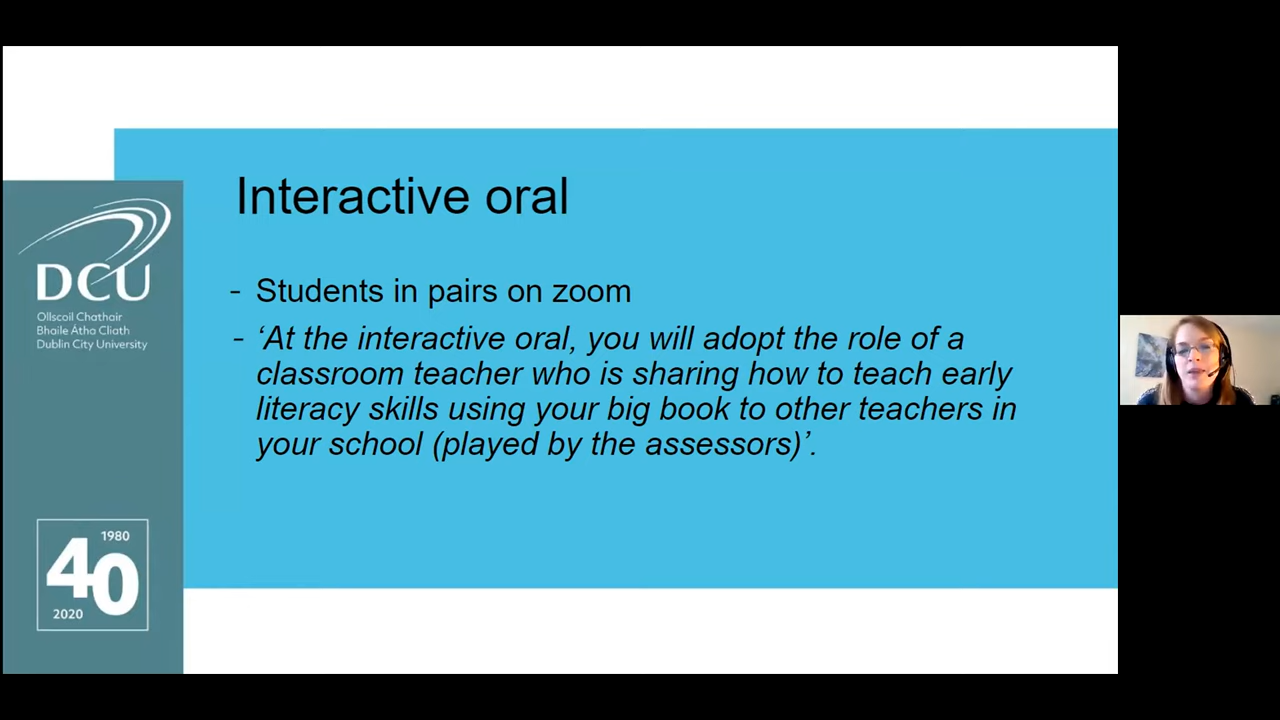 Interactive oral
- Students in pairs on zoom
- ‘At the interactive oral, you will adopt the role of a
classroom teacher who is sharing how to teach early
literacy skills using your big book to other teachers in
your school (played by the assessors)’.
DCU
Ollscoil Chathair
Bhaile Átha Cliath
Dublin City University
1980
40
2020